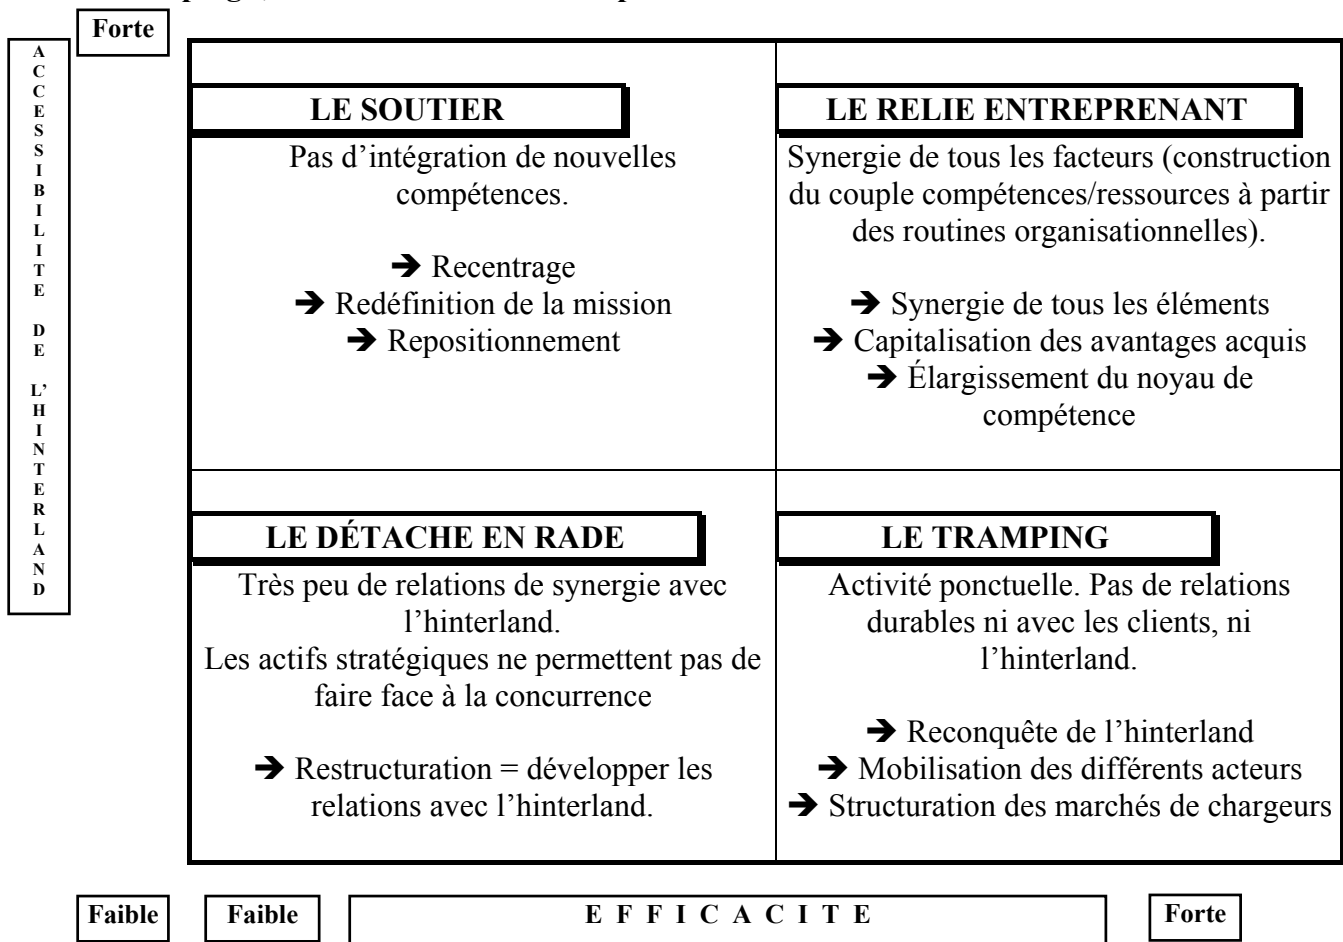 Forte
ACCESSIBILITE DE L’HINTERLAND
LE SOUTIER
Pas d’intégration de nouvelles
compétences.
➔ Recentrage
➔ Redéfinition de la mission
➔ Repositionnement
LE RELIE ENTREPRENANT
Synergie de tous les facteurs (construction
du couple compétences/ressources à partir
des routines organisationnelles).
➔ Synergie de tous les éléments
➔ Capitalisation des avantages acquis
➔ Élargissement du noyau de
compétence
LE DÉTACHE EN RADE
Très peu de relations de synergie avec
l’hinterland.
Les actifs stratégiques ne permettent pas de
faire face à la concurrence
➔ Restructuration = développer les
relations avec l’hinterland.
LE TRAMPING
Activité ponctuelle. Pas de relations
durables ni avec les clients, ni
l’hinterland.
➔ Reconquête de l’hinterland
➔ Mobilisation des différents acteurs
➔ Structuration des marchés de chargeurs
Faible
Faible
E F F I C A C I T E
Forte